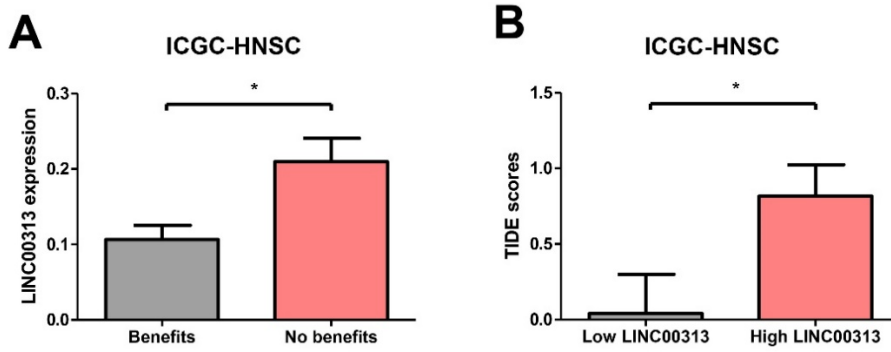 A
ICGC-HNSC
LINC00313 expression
0.3
0.2
0.1
0.0
*
Benefits
No benefits
B
ICGC-HNSC
TIDE scores
1.5
1.0
0.5
0.0
*
Low LINC00313
High LINC00313